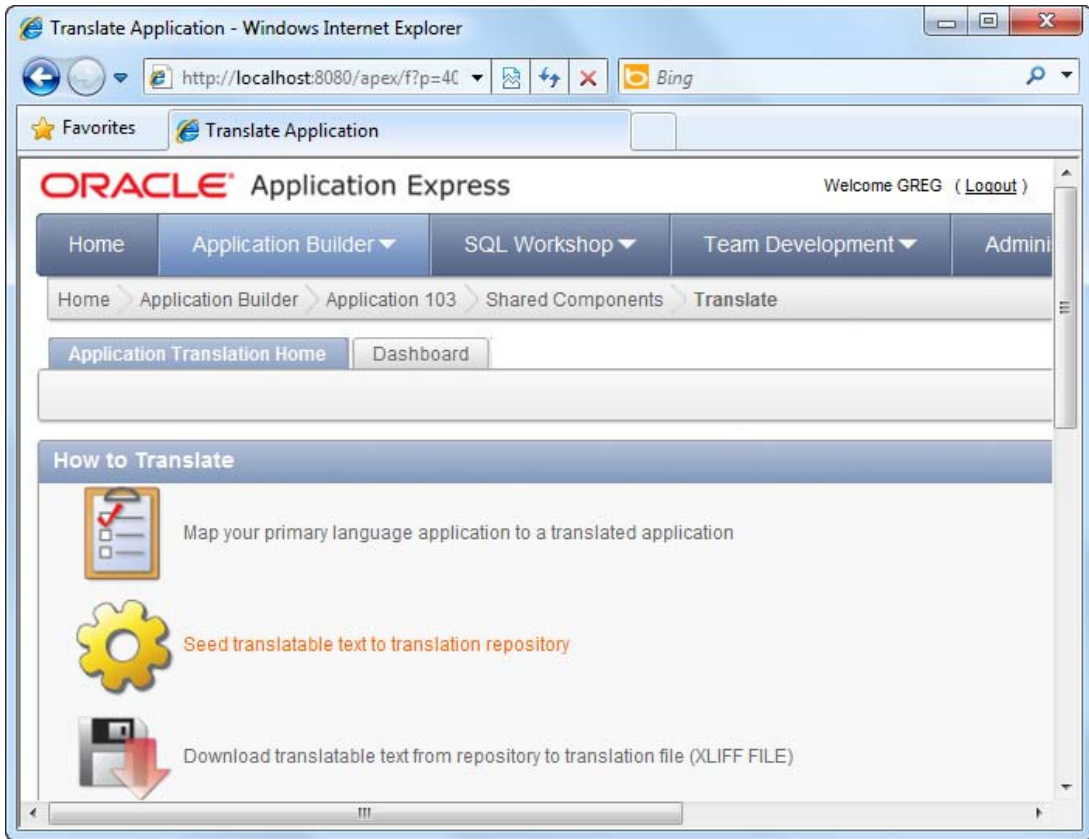 Translate Application - Windows Internet Explorer
http://localhost:8080/apex/f?p=4C
Bing
Favorites
Translate Application
ORACLE Application Express
Welcome GREG ( Logout )
Home Application Builder SQL Workshop Team Development Admini
Home Application Builder Application 103 Shared Components Translate
Application Translation Home Dashboard
How to Translate
Map your primary language application to a translated application
Seed translatable text to translation repository
Download translatable text from repository to translation file (XLIFF FILE)